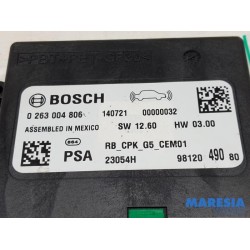 BOSCH
0 263 004 806 140721 00000032
ASSEMBLED IN MEXICO SW 12.60 HW 03.00
PSA RB_CPK_G5_CEM01
23054H 98120 490 80
MARESIA